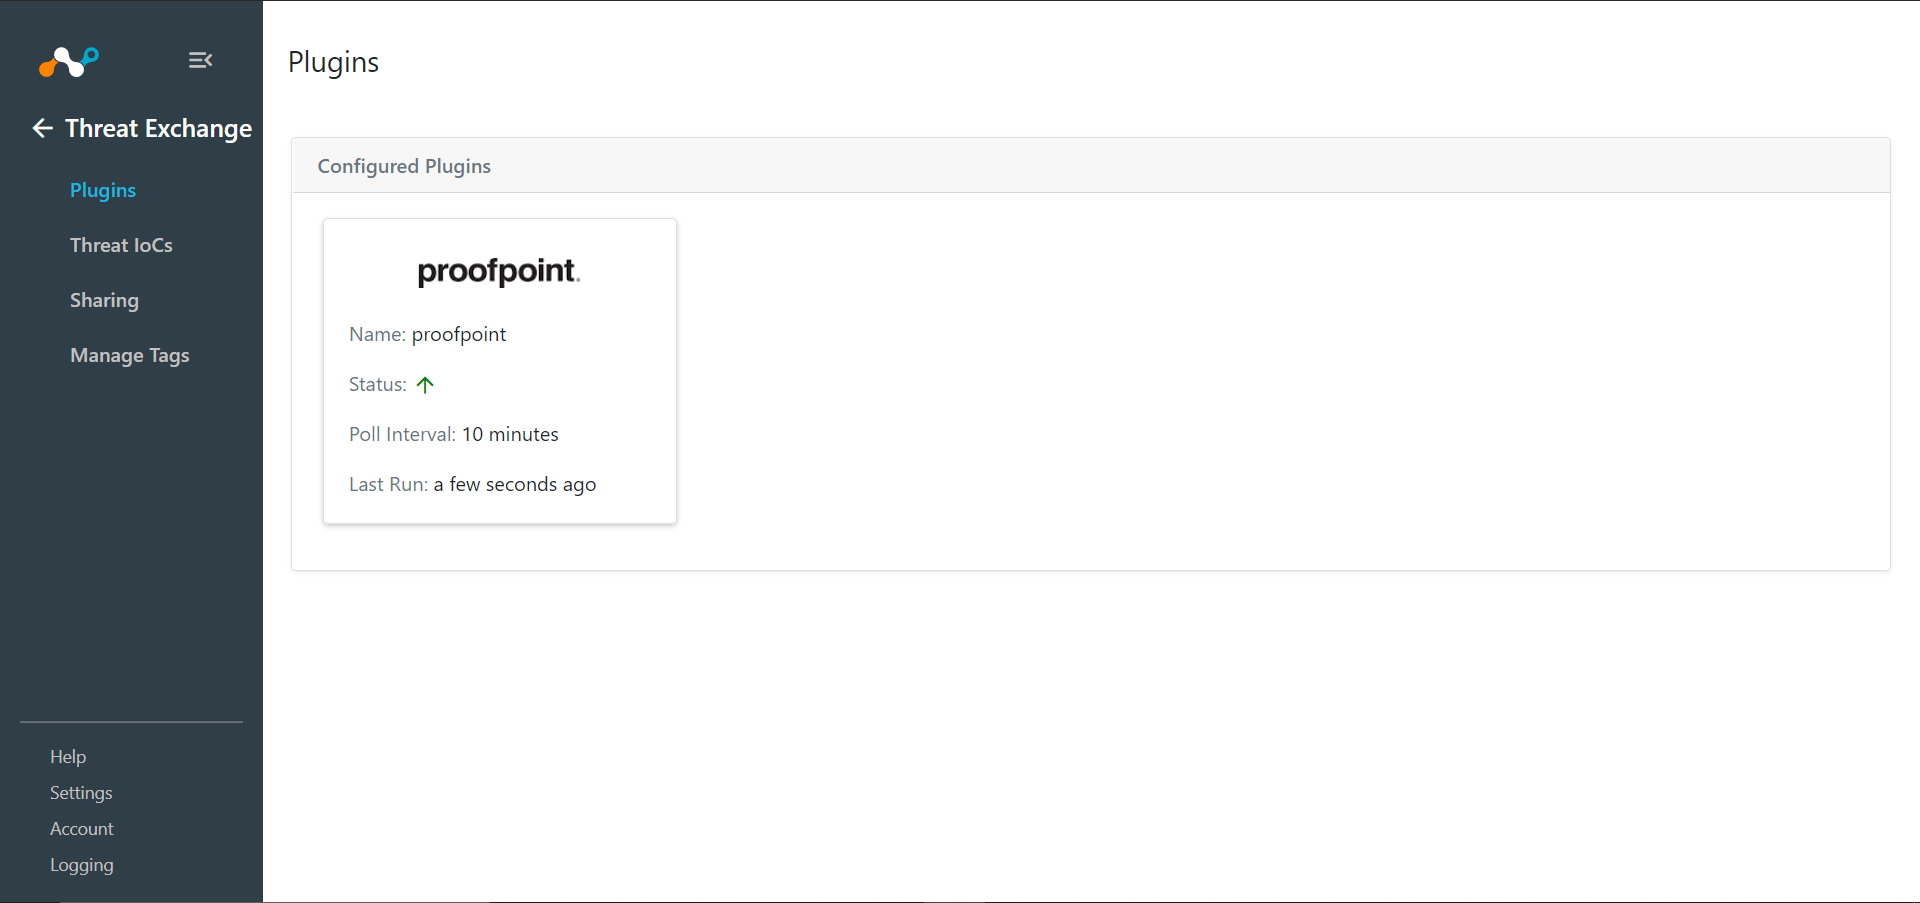 Threat Exchange
Plugins
Threat IoCs
Sharing
Manage Tags
Help
Settings
Account
Logging
Plugins
Configured Plugins
proofpoint.
Name: proofpoint
Status:
Poll Interval: 10 minutes
Last Run: a few seconds ago